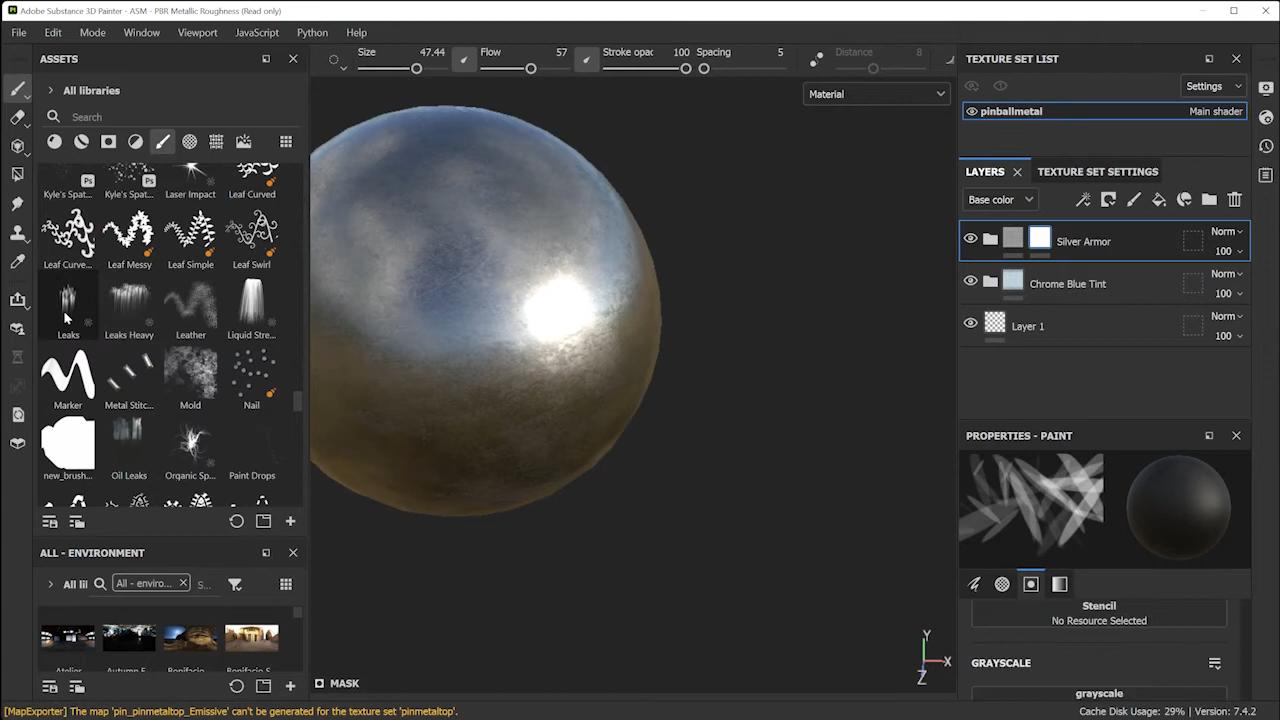 Adobe Substance 3D Painter - ASM - PBR Metallic Roughness (Read only)
File Edit Mode Window Viewport JavaScript Python Help
ASSETS
All libraries
Search
Kyle's Spat... Kyle's Spat... Laser Impact Leaf Curved
Ps Ps
Leaf Curve... Leaf Messy Leaf Simple Leaf Swirl
Leaks Leaks Heavy Leather Liquid Stre...
Marker Metal Stitc... Mold Nail
new_brush... Oil Leaks Organic Sp... Paint Drops
ALL - ENVIRONMENT
All lil All - enviro... S...
Size 47.44 Flow 57 Stroke opac 100 Spacing 5 Distance 8
Material
Y
X
Z
MASK
TEXTURE SET LIST
Settings
pinballmetal Main shader
LAYERS TEXTURE SET SETTINGS
Base color
Silver Armor Norm 100
Chrome Blue Tint Norm 100
Layer 1 Norm 100
PROPERTIES - PAINT
Stencil
No Resource Selected
GRAYSCALE
grayscale
[MapExporter] The map 'pin_pinmetaltop_Emissive' can't be generated for the texture set 'pinmetaltop'.
Cache Disk Usage: 29% | Version: 7.4.2